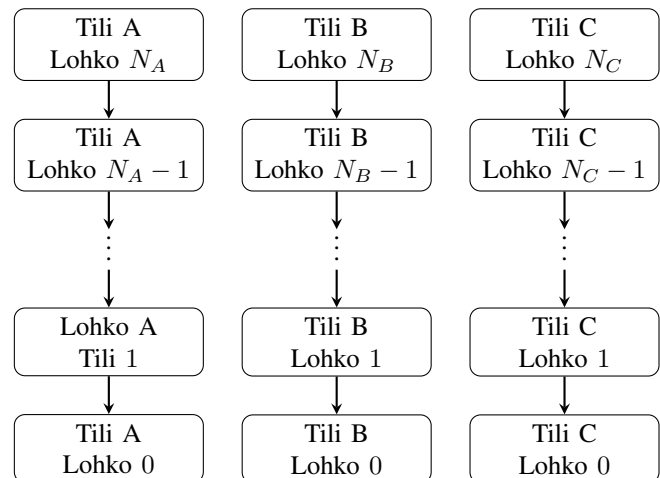 Tili A
Lohko N_A
Tili B
Lohko N_B
Tili C
Lohko N_C
Tili A
Lohko N_A − 1
Tili B
Lohko N_B − 1
Tili C
Lohko N_C − 1
Lohko A
Tili 1
Tili B
Lohko 1
Tili C
Lohko 1
Tili A
Lohko 0
Tili B
Lohko 0
Tili C
Lohko 0